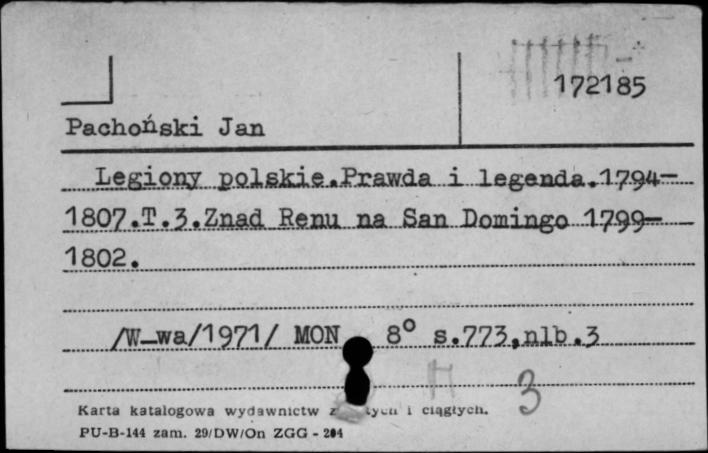 172185
Pachoński Jan
Legiony polskie.Prawda i legenda.1794-
1807.T.3.Znad Renu na San Domingo 1799-
1802.
/W-wa/1971/ MON 8° s.773,nlb.3
3
Karta katalogowa wydawnictw i ciągłych.
PU-B-144 zam. 29/DW/On ZGG - 204